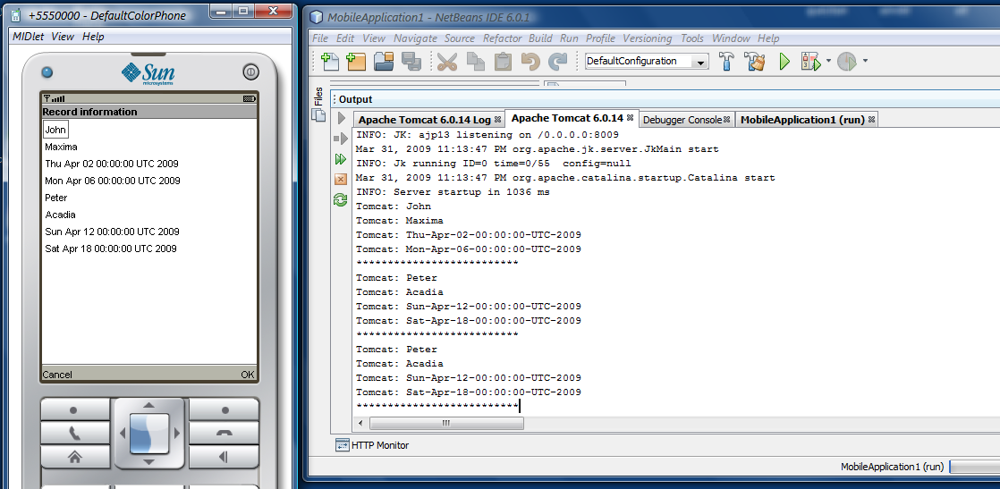 +5550000 - DefaultColorPhone
MIDlet View Help
Sun
microsystems
Record information
John
Maxima
Thu Apr 02 00:00:00 UTC 2009
Mon Apr 06 00:00:00 UTC 2009
Peter
Acadia
Sun Apr 12 00:00:00 UTC 2009
Sat Apr 18 00:00:00 UTC 2009
Cancel OK
MobileApplication1 - NetBeans IDE 6.0.1
File Edit View Navigate Source Refactor Build Run Profile Versioning Tools Window Help
DefaultConfiguration
Files
Output
Apache Tomcat 6.0.14 Log Apache Tomcat 6.0.14 Debugger Console MobileApplication1 (run)
INFO: JK: ajp13 listening on /0.0.0.0:8009
Mar 31, 2009 11:13:47 PM org.apache.jk.server.JkMain start
INFO: Jk running ID=0 time=0/55 config=null
Mar 31, 2009 11:13:47 PM org.apache.catalina.startup.Catalina start
INFO: Server startup in 1036 ms
Tomcat: John
Tomcat: Maxima
Tomcat: Thu-Apr-02-00:00:00-UTC-2009
Tomcat: Mon-Apr-06-00:00:00-UTC-2009
**************************
Tomcat: Peter
Tomcat: Acadia
Tomcat: Sun-Apr-12-00:00:00-UTC-2009
Tomcat: Sat-Apr-18-00:00:00-UTC-2009
**************************
Tomcat: Peter
Tomcat: Acadia
Tomcat: Sun-Apr-12-00:00:00-UTC-2009
Tomcat: Sat-Apr-18-00:00:00-UTC-2009
**************************
HTTP Monitor
MobileApplication1 (run)